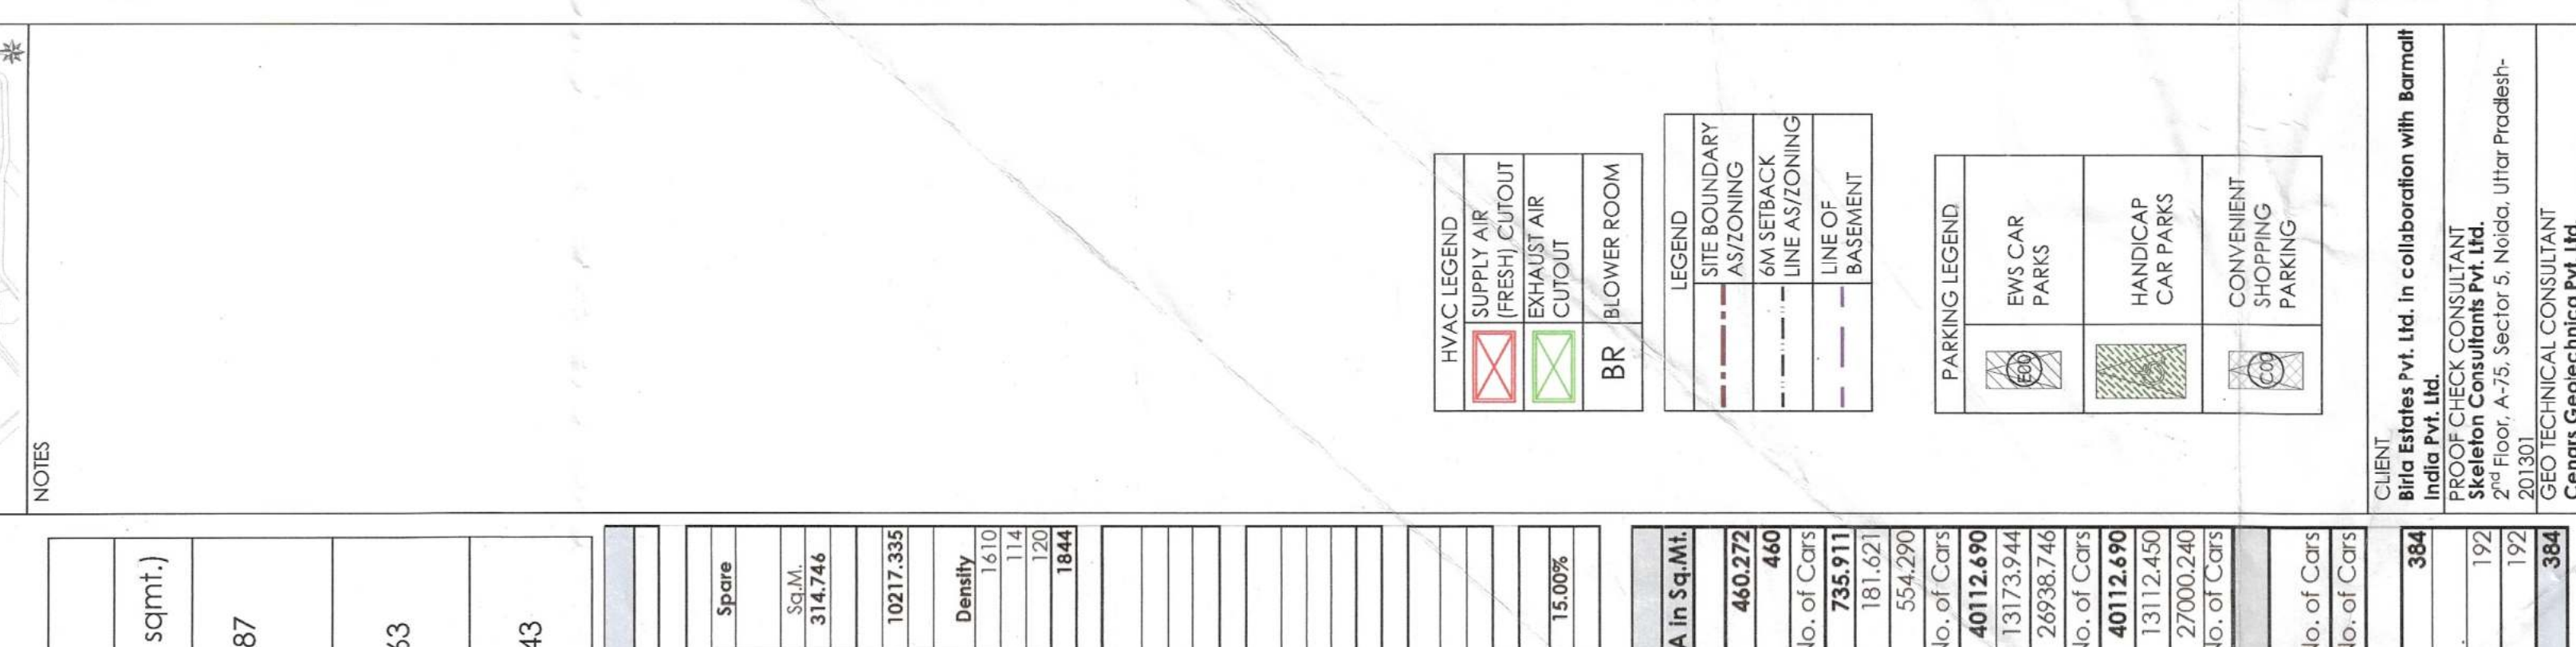 NOTES
HVAC LEGEND
SUPPLY AIR
(FRESH) CUTOUT
EXHAUST AIR
CUTOUT
BR
BLOWER ROOM
LEGEND
SITE BOUNDARY
AS/ZONING
6M SETBACK
LINE AS/ZONING
LINE OF
BASEMENT
PARKING LEGEND
E00
EWS CAR
PARKS
HANDICAP
CAR PARKS
C00
CONVENIENT
SHOPPING
PARKING
CLIENT
Birla Estates Pvt. Ltd. in collaboration with Barmalt
India Pvt. Ltd.
PROOF CHECK CONSULTANT
Skeleton Consultants Pvt. Ltd.
2nd Floor, A-75, Sector 5, Noida, Uttar Pradesh-
201301
GEO TECHNICAL CONSULTANT
Cengrs Geotechnica Pvt. Ltd.
sqmt.)
87
63
43
Spare
Sq.M.
314.746
10217.335
Density
1610
114
120
1844
15.00%
A in Sq.Mt.
460.272
460
No. of Cars
735.911
181.621
554.290
No. of Cars
40112.690
13173.944
26938.746
No. of Cars
40112.690
13112.450
27000.240
No. of Cars
No. of Cars
No. of Cars
384
192
192
384